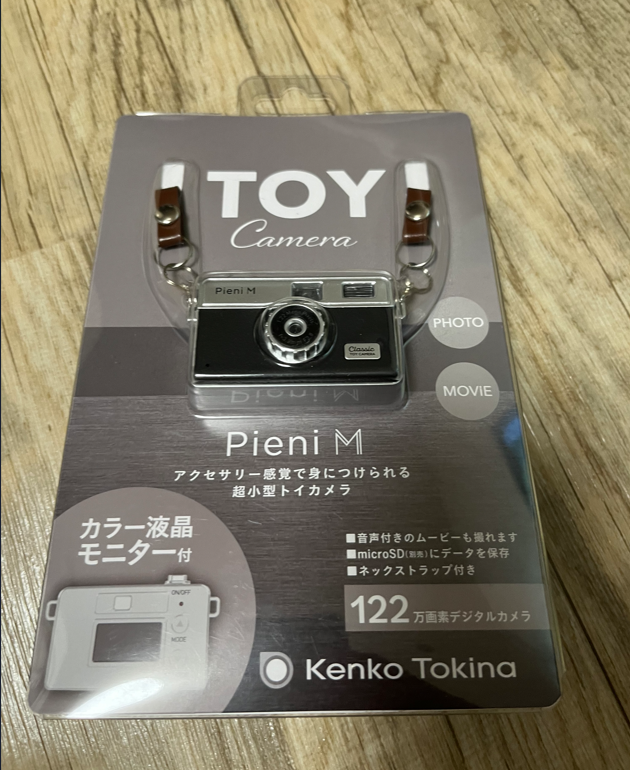 TOY
Camera
Pieni M
Classic
TOY CAMERA
PHOTO
MOVIE
Pieni M
Pieni M
アクセサリー感覚で身につけられる
超小型トイカメラ
カラー液晶
モニター付
ON/OFF
MODE
■音声付きのムービーも撮れます
■microSD(別売)にデータを保存
■ネックストラップ付き
122万画素デジタルカメラ
Kenko Tokina